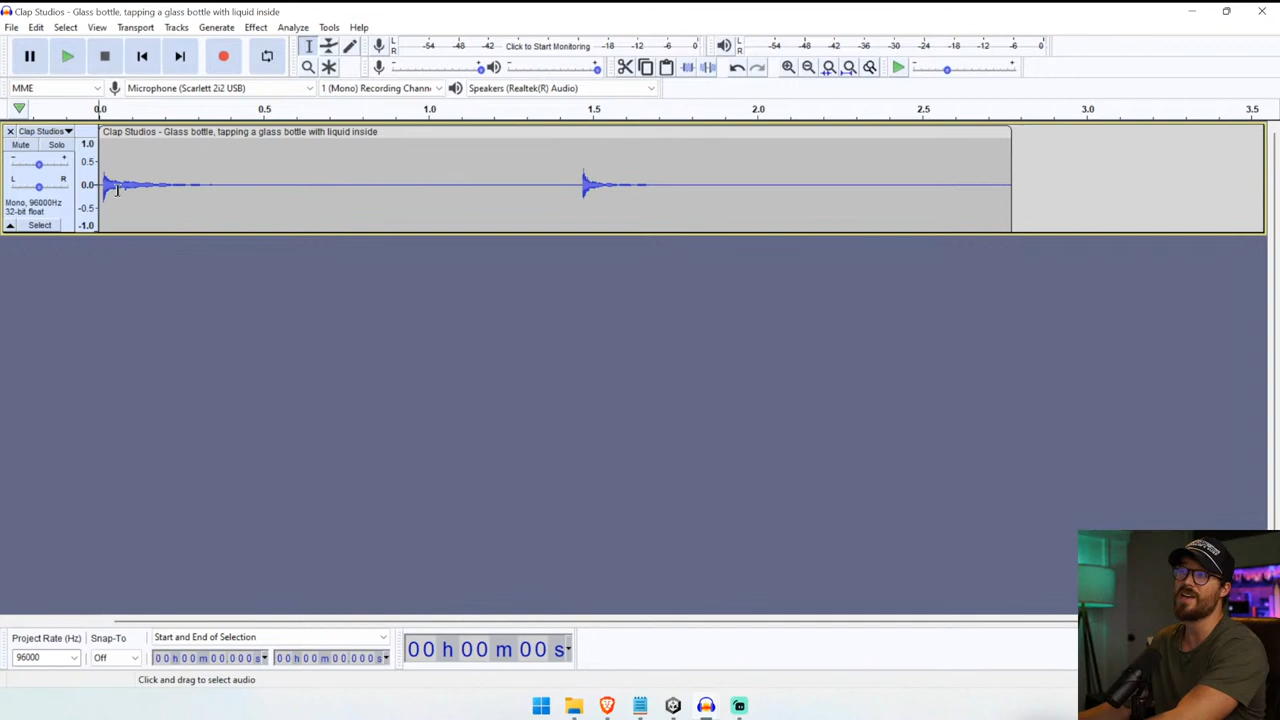 Clap Studios - Glass bottle, tapping a glass bottle with liquid inside
File Edit Select View Transport Tracks Generate Effect Analyze Tools Help
L R -54 -48 -42 Click to Start Monitoring -18 -12 -6 0 L R -54 -48 -42 -36 -30 -24 -18 -12 -6 0
- + - + - +
MME Microphone (Scarlett 2i2 USB) 1 (Mono) Recording Chann Speakers (Realtek(R) Audio)
0.0 0.5 1.0 1.5 2.0 2.5 3.0 3.5
Clap Studios Clap Studios - Glass bottle, tapping a glass bottle with liquid inside
Mute Solo 1.0
- + 0.5
L R 0.0
Mono, 96000Hz
32-bit float -0.5
Select -1.0
Project Rate (Hz) Snap-To Start and End of Selection
96000 Off 00 h 00 m 00.000 s 00 h 00 m 00.000 s 00 h 00 m 00 s
Click and drag to select audio